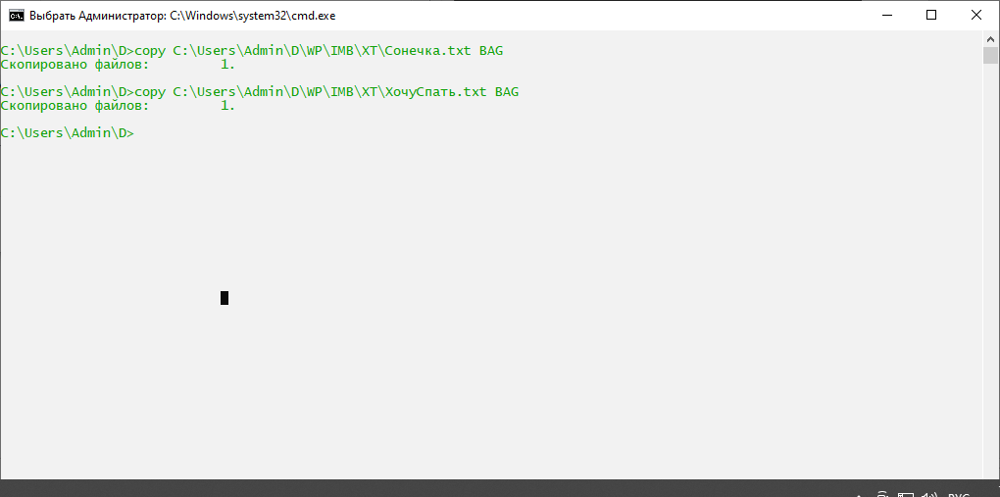 Выбрать Администратор: C:\Windows\system32\cmd.exe
C:\Users\Admin\D>copy C:\Users\Admin\D\WP\IMB\XT\Сонечка.txt BAG
Скопировано файлов:         1.
C:\Users\Admin\D>copy C:\Users\Admin\D\WP\IMB\XT\ХочуСпать.txt BAG
Скопировано файлов:         1.
C:\Users\Admin\D>